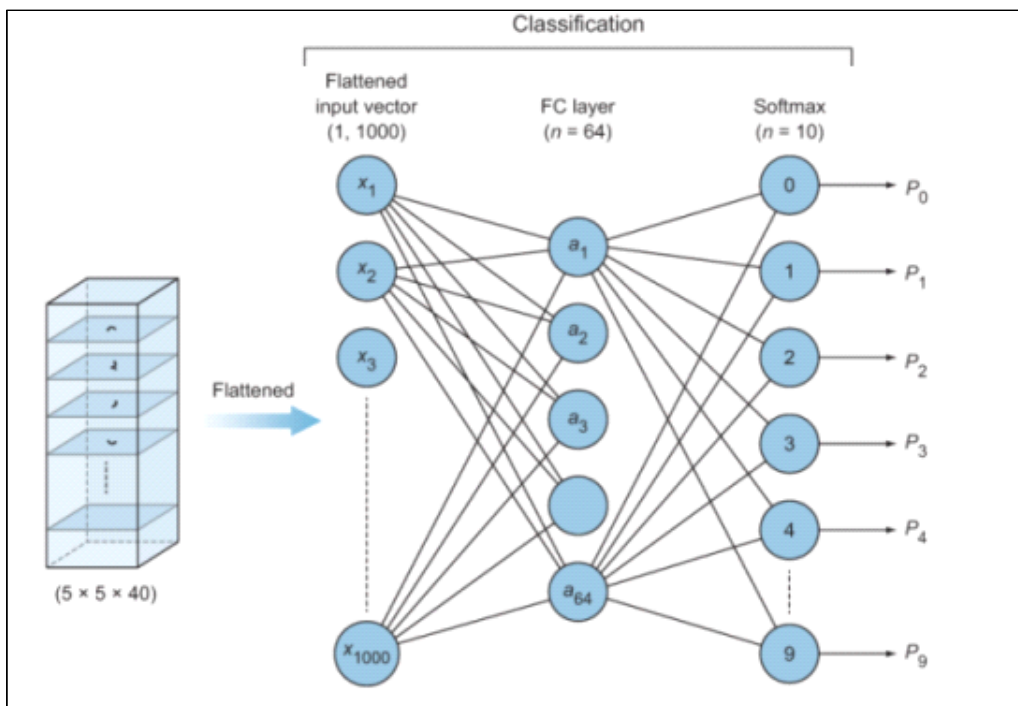 Classification
Flattened
input vector
(1, 1000)
FC layer
(n = 64)
Softmax
(n = 10)
x1
x2
x3
x1000
a1
a2
a3
a64
0
1
2
3
4
9
P0
P1
P2
P3
P4
P9
Flattened
(5 × 5 × 40)